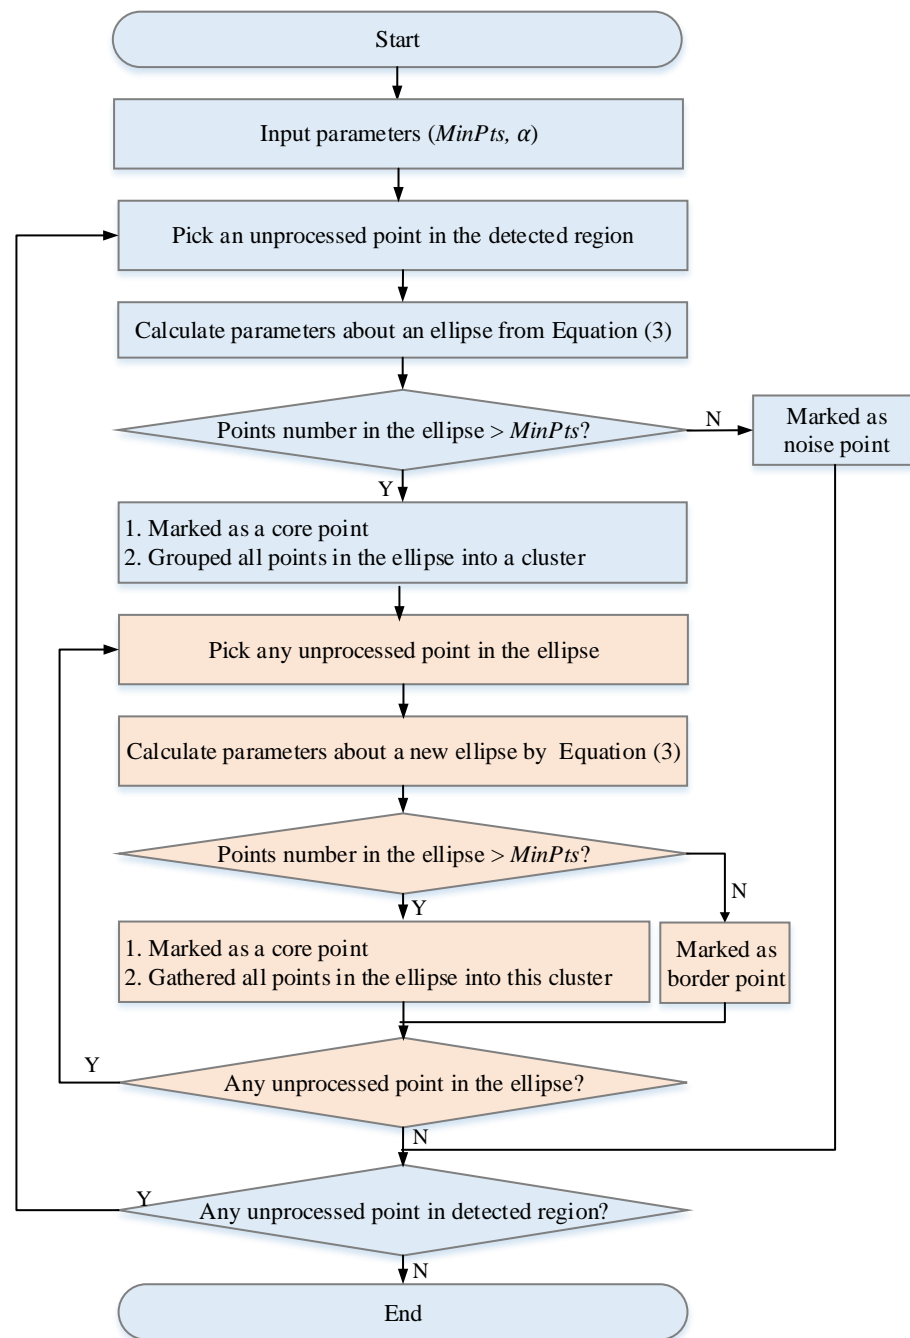 Start
Input parameters (MinPts, α)
Pick an unprocessed point in the detected region
Calculate parameters about an ellipse from Equation (3)
Points number in the ellipse > MinPts?
N
Marked as
noise point
Y
1. Marked as a core point
2. Grouped all points in the ellipse into a cluster
Pick any unprocessed point in the ellipse
Calculate parameters about a new ellipse by Equation (3)
Points number in the ellipse > MinPts?
N
Y
1. Marked as a core point
2. Gathered all points in the ellipse into this cluster
Marked as
border point
Y
Any unprocessed point in the ellipse?
N
Y
Any unprocessed point in detected region?
N
End